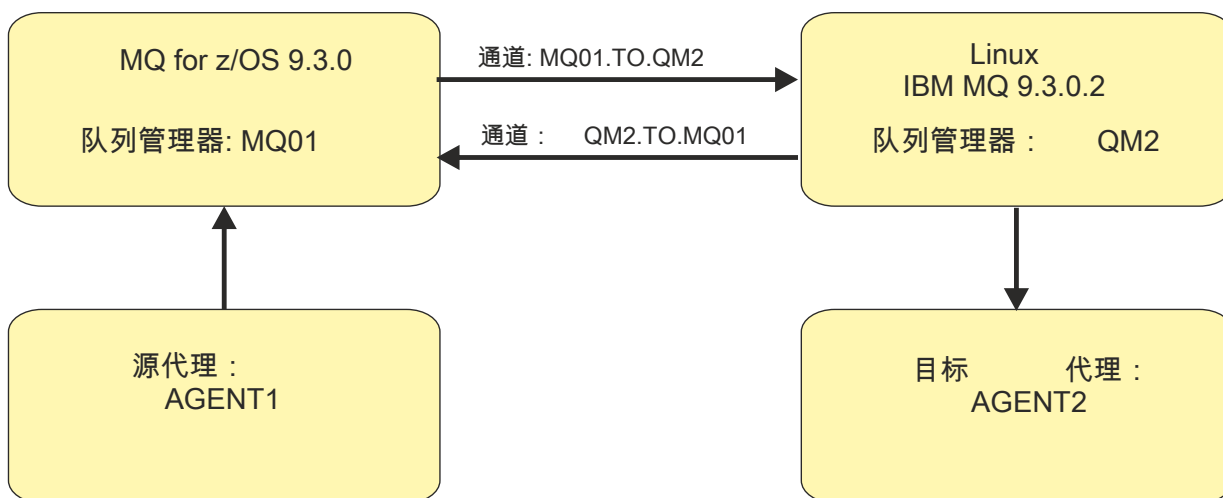 MQ for z/OS 9.3.0
队列管理器: MQ01
通道: MQ01.TO.QM2
通道： QM2.TO.MQ01
Linux
IBM MQ 9.3.0.2
队列管理器： QM2
源代理：
AGENT1
目标 代理：
AGENT2